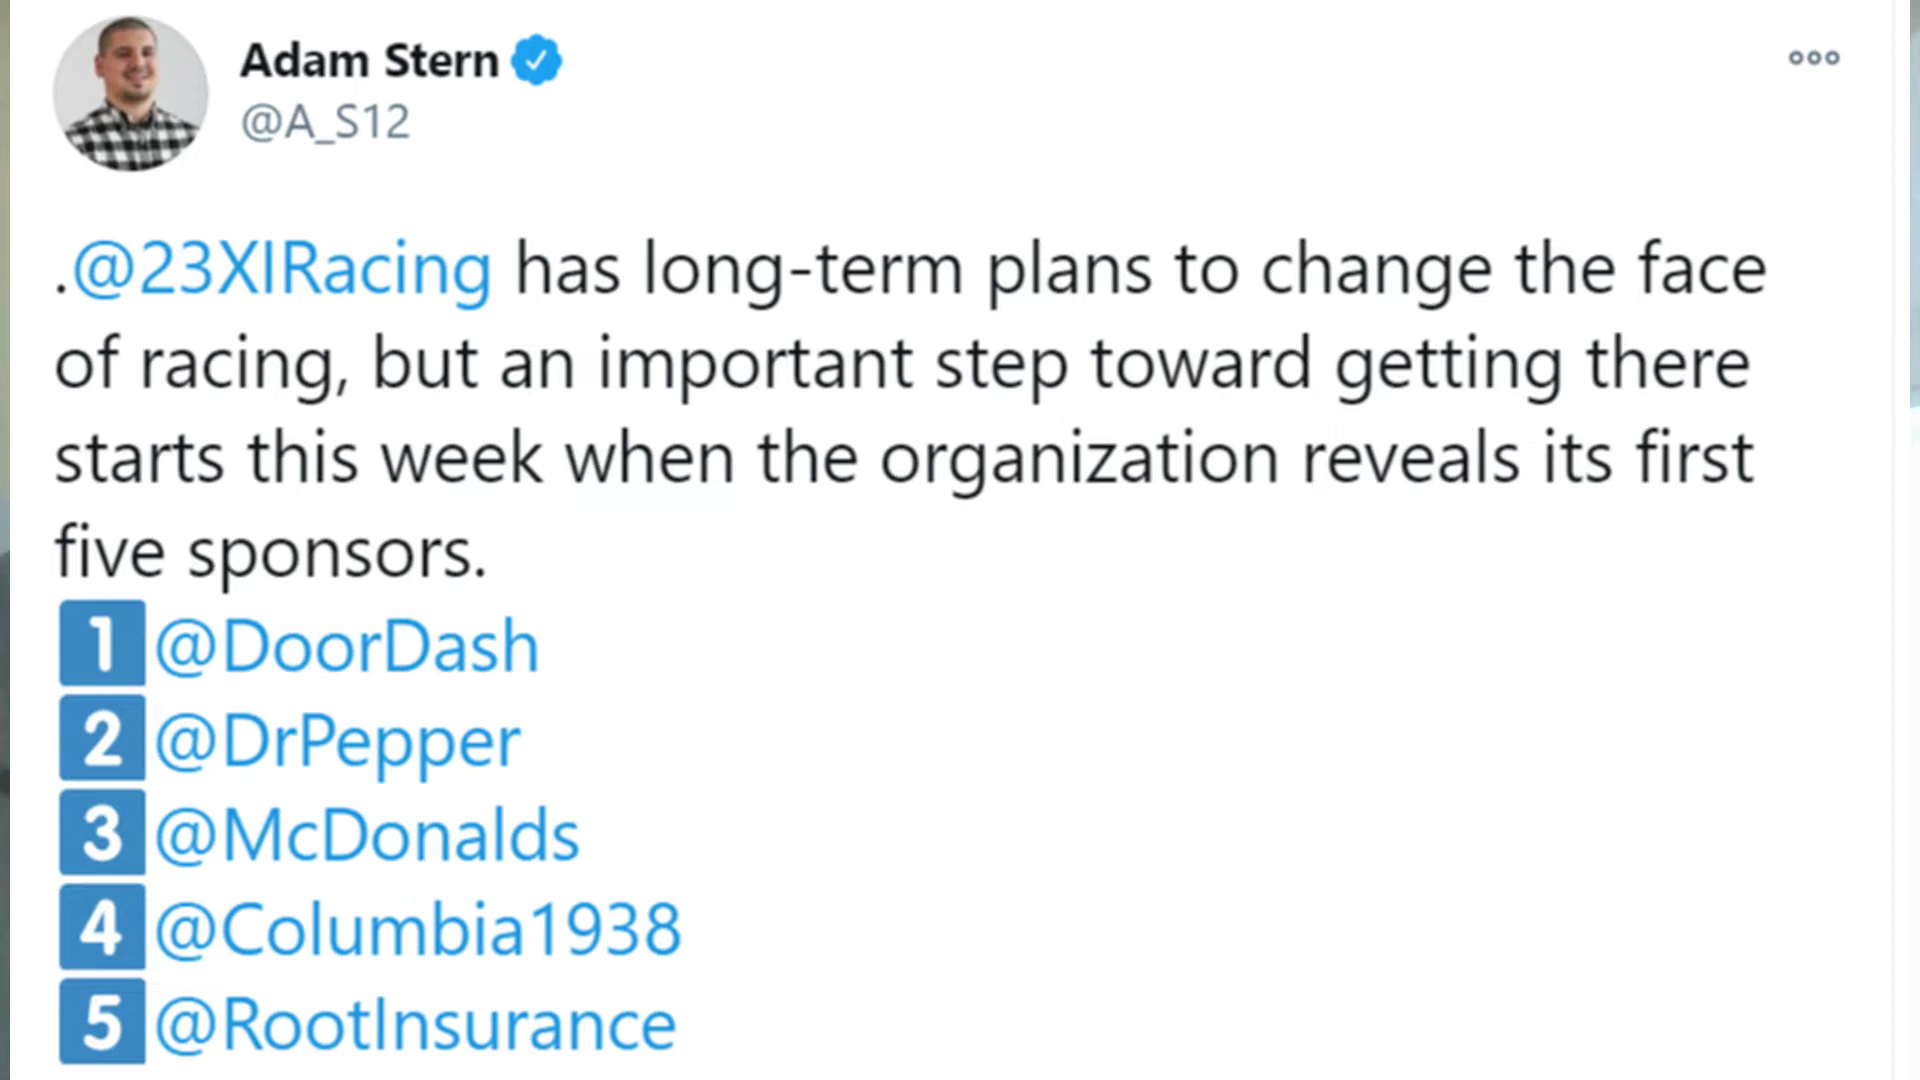 Adam Stern
@A_S12
.@23XIRacing has long-term plans to change the face
of racing, but an important step toward getting there
starts this week when the organization reveals its first
five sponsors.
1 @DoorDash
2 @DrPepper
3 @McDonalds
4 @Columbia1938
5 @RootInsurance